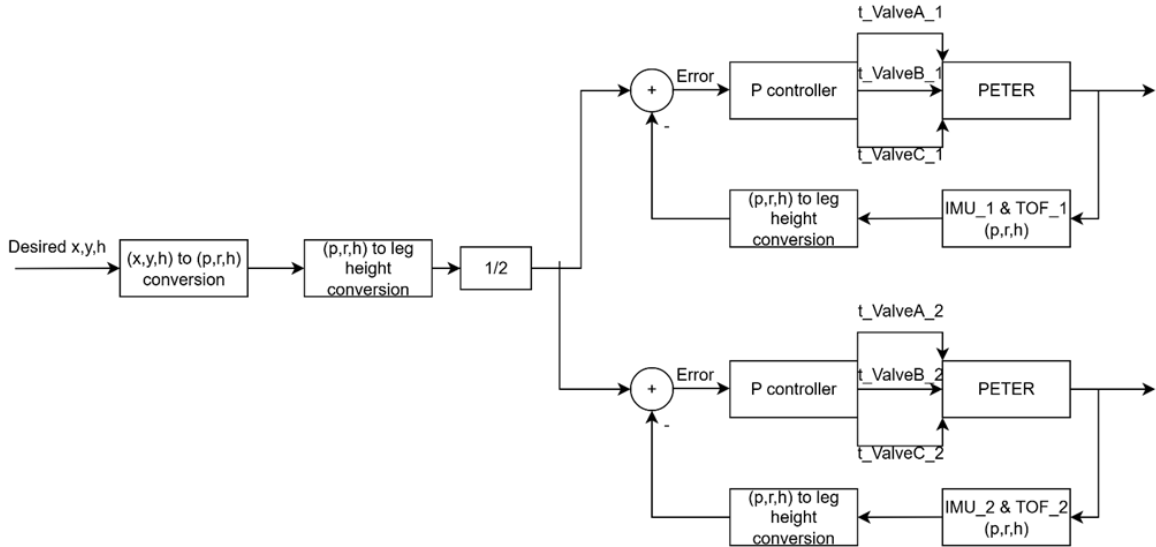 t_ValveA_1
Error
t_ValveB_1
+
P controller
PETER
-
t_ValveC_1
(p,r,h) to leg
height
conversion
IMU_1 & TOF_1
(p,r,h)
Desired x,y,h
(x,y,h) to (p,r,h)
conversion
(p,r,h) to leg
height
conversion
1/2
t_ValveA_2
Error
t_ValveB_2
+
P controller
PETER
-
t_ValveC_2
(p,r,h) to leg
height
conversion
IMU_2 & TOF_2
(p,r,h)